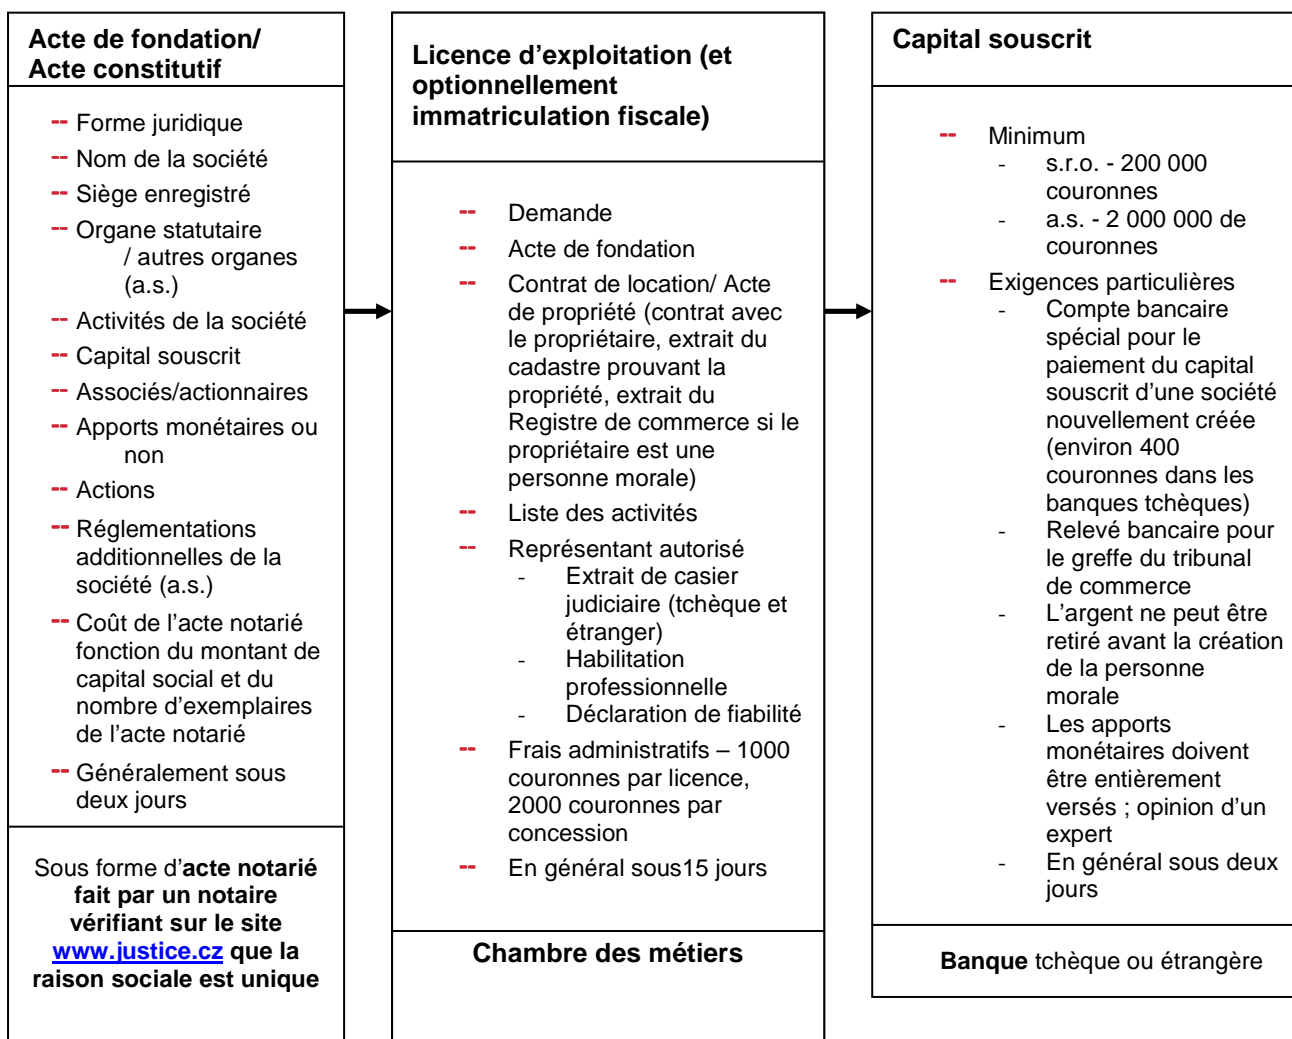 Acte de fondation/
Acte constitutif
-- Forme juridique
-- Nom de la société
-- Siège enregistré
-- Organe statutaire
/ autres organes
(a.s.)
-- Activités de la société
-- Capital souscrit
-- Associés/actionnaires
-- Apports monétaires ou
non
-- Actions
-- Réglementations
additionnelles de la
société (a.s.)
-- Coût de l’acte notarié
fonction du montant de
capital social et du
nombre d’exemplaires
de l’acte notarié
-- Généralement sous
deux jours
Sous forme d’acte notarié
fait par un notaire
vérifiant sur le site
www.justice.cz que la
raison sociale est unique
Licence d’exploitation (et
optionnellement
immatriculation fiscale)
-- Demande
-- Acte de fondation
-- Contrat de location/ Acte
de propriété (contrat avec
le propriétaire, extrait du
cadastre prouvant la
propriété, extrait du
Registre de commerce si le
propriétaire est une
personne morale)
-- Liste des activités
-- Représentant autorisé
- Extrait de casier
judiciaire (tchèque et
étranger)
- Habilitation
professionnelle
- Déclaration de fiabilité
-- Frais administratifs – 1000
couronnes par licence,
2000 couronnes par
concession
-- En général sous15 jours
Chambre des métiers
Capital souscrit
-- Minimum
- s.r.o. - 200 000
couronnes
- a.s. - 2 000 000 de
couronnes
-- Exigences particulières
- Compte bancaire
spécial pour le
paiement du capital
souscrit d’une société
nouvellement créée
(environ 400
couronnes dans les
banques tchèques)
- Relevé bancaire pour
le greffe du tribunal
de commerce
- L’argent ne peut être
retiré avant la création
de la personne
morale
- Les apports
monétaires doivent
être entièrement
versés ; opinion d’un
expert
- En général sous deux
jours
Banque tchèque ou étrangère